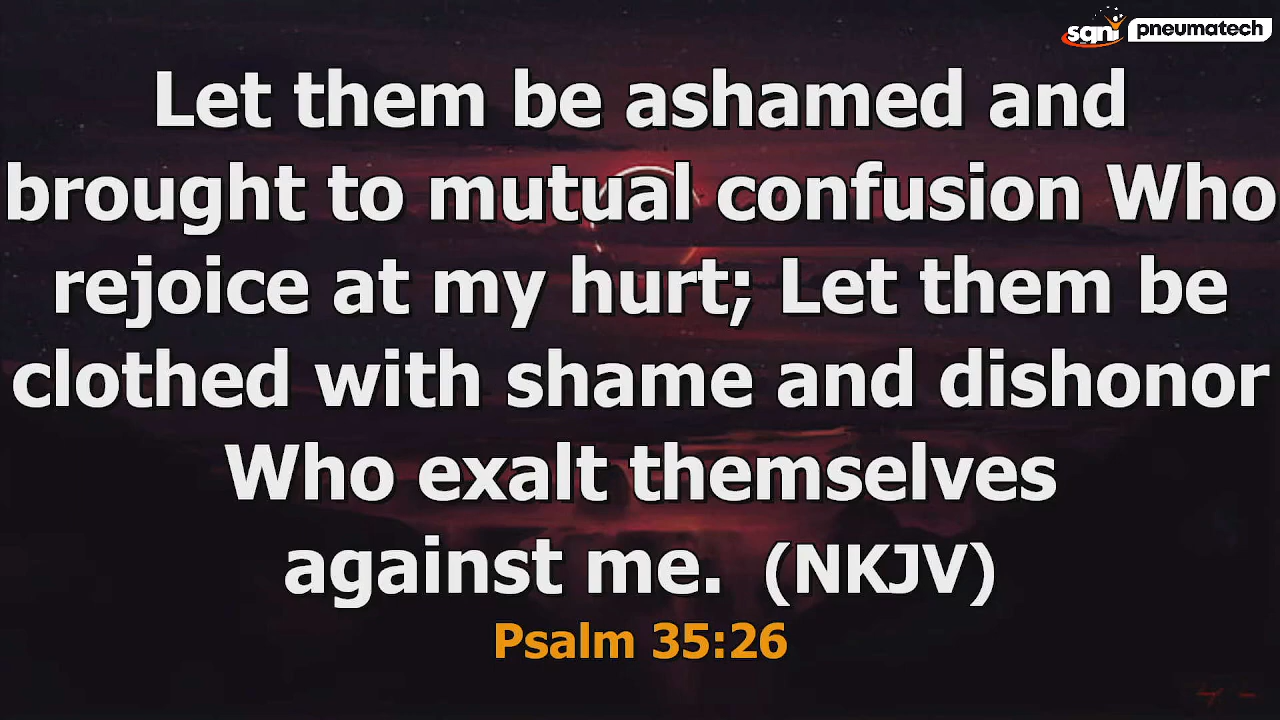 sqni pneumatech
Let them be ashamed and
brought to mutual confusion Who
rejoice at my hurt; Let them be
clothed with shame and dishonor
Who exalt themselves
against me. (NKJV)
Psalm 35:26